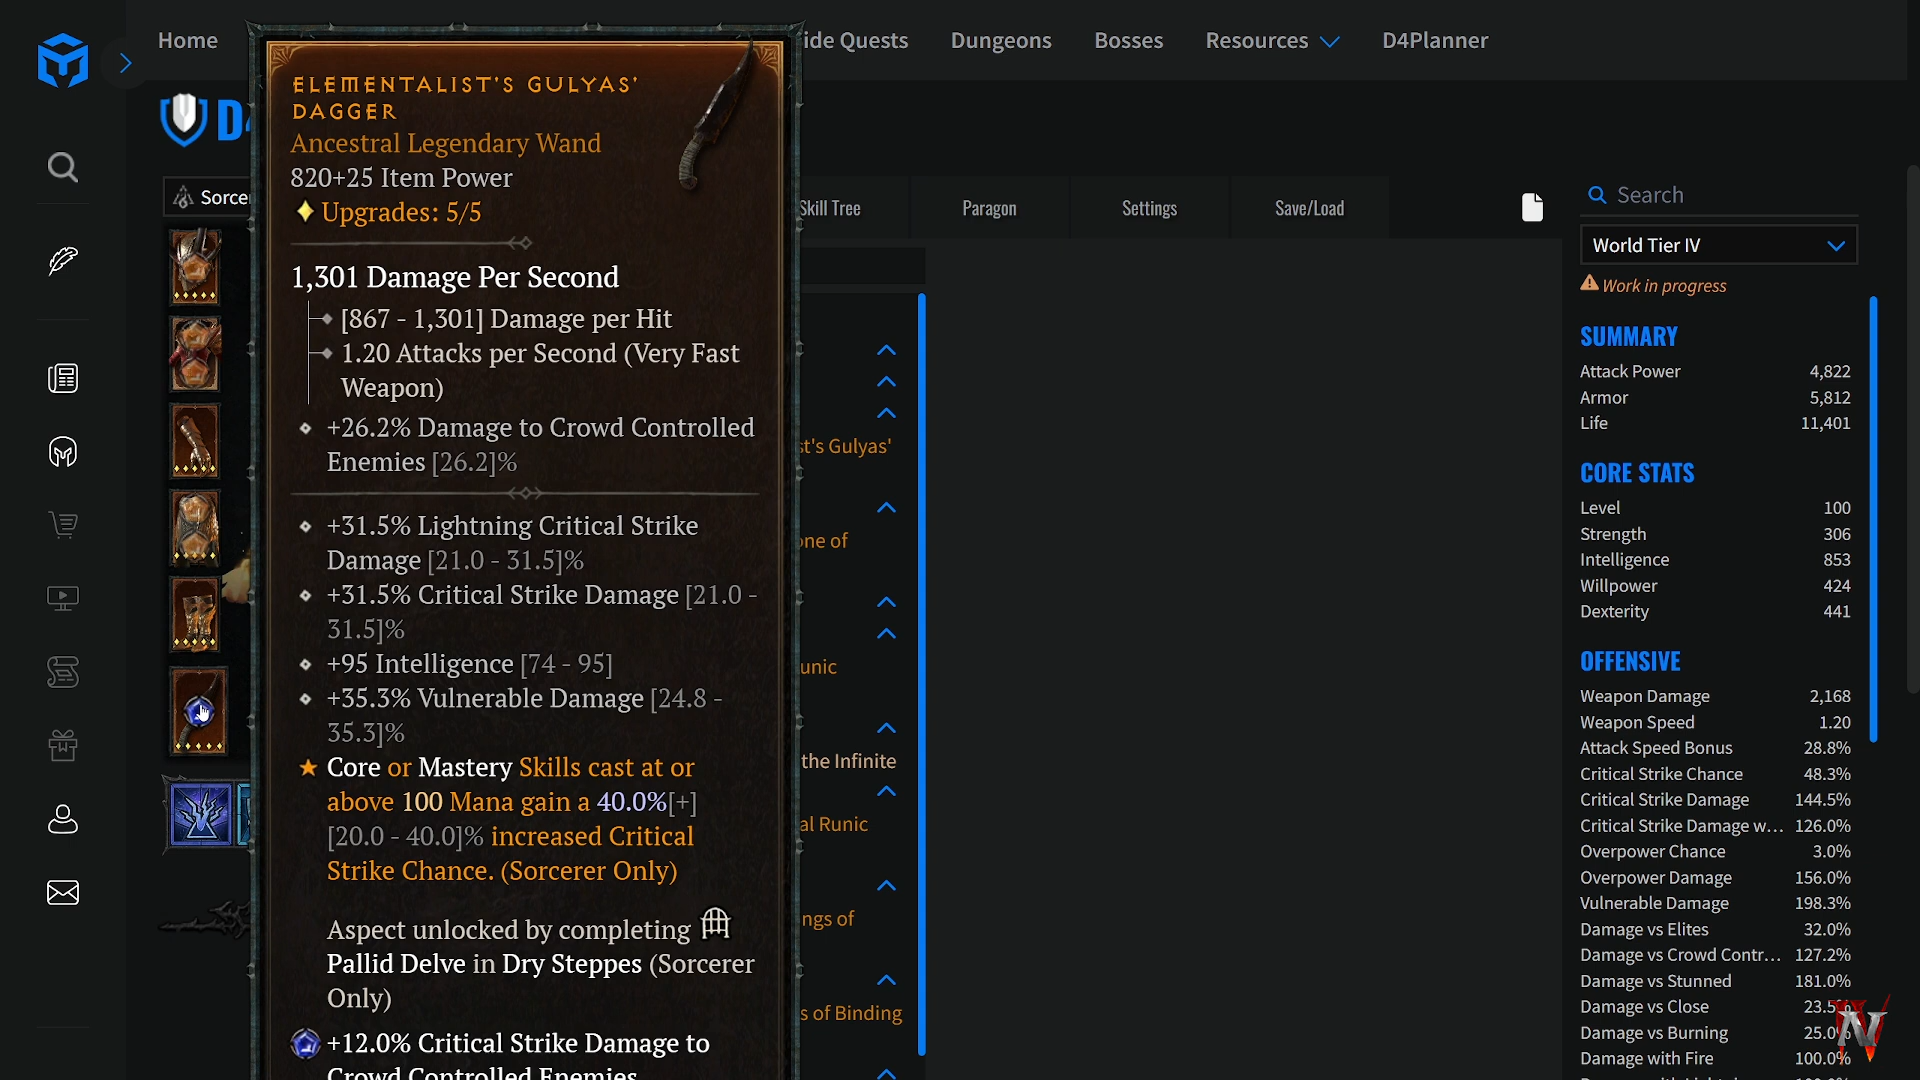 Home
ide Quests
Dungeons
Bosses
Resources
D4Planner
ELEMENTALIST'S GULYAS'
DAGGER
Ancestral Legendary Wand
820+25 Item Power
Upgrades: 5/5
1,301 Damage Per Second
[867 - 1,301] Damage per Hit
1.20 Attacks per Second (Very Fast
Weapon)
+26.2% Damage to Crowd Controlled
Enemies [26.2]%
+31.5% Lightning Critical Strike
Damage [21.0 - 31.5]%
+31.5% Critical Strike Damage [21.0 -
31.5]%
+95 Intelligence [74 - 95]
+35.3% Vulnerable Damage [24.8 -
35.3]%
Core or Mastery Skills cast at or
above 100 Mana gain a 40.0%[+]
[20.0 - 40.0]% increased Critical
Strike Chance. (Sorcerer Only)
Aspect unlocked by completing
Pallid Delve in Dry Steppes (Sorcerer
Only)
+12.0% Critical Strike Damage to
Crowd Controlled Enemies
D4
Sorce
Skill Tree
Paragon
Settings
Save/Load
st's Gulyas'
one of
unic
the Infinite
al Runic
ngs of
s of Binding
Search
World Tier IV
Work in progress
SUMMARY
Attack Power 4,822
Armor 5,812
Life 11,401
CORE STATS
Level 100
Strength 306
Intelligence 853
Willpower 424
Dexterity 441
OFFENSIVE
Weapon Damage 2,168
Weapon Speed 1.20
Attack Speed Bonus 28.8%
Critical Strike Chance 48.3%
Critical Strike Damage 144.5%
Critical Strike Damage w... 126.0%
Overpower Chance 3.0%
Overpower Damage 156.0%
Vulnerable Damage 198.3%
Damage vs Elites 32.0%
Damage vs Crowd Contr... 127.2%
Damage vs Stunned 181.0%
Damage vs Close 23.5%
Damage vs Burning 25.0%
Damage with Fire 100.0%